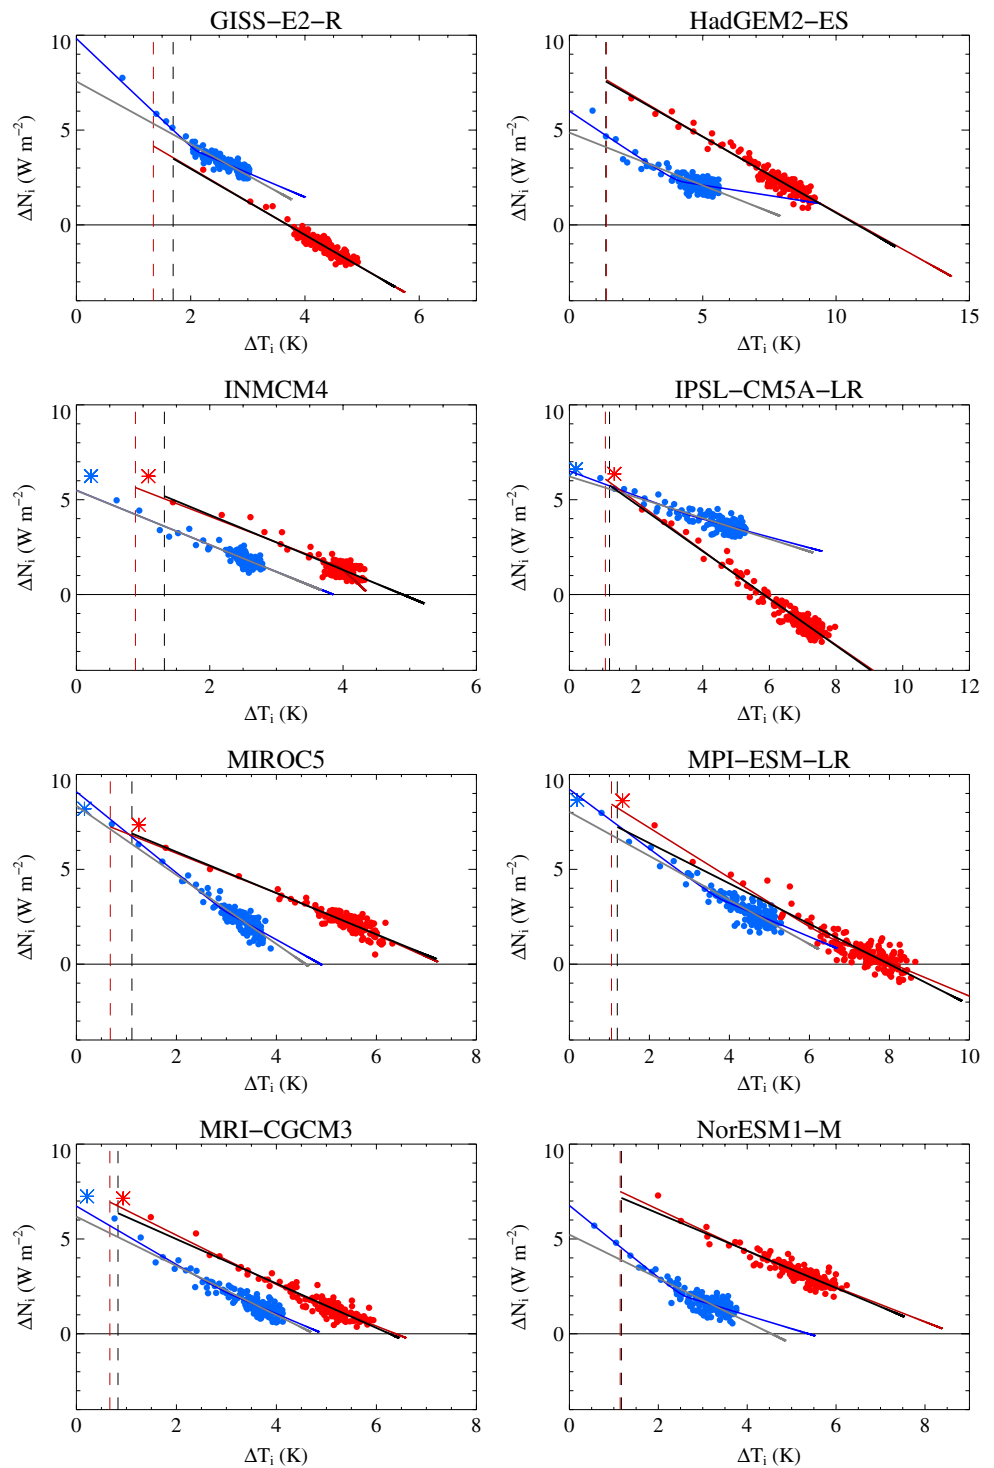 GISS−E2−R
10
5
0
ΔNᵢ (W m⁻²)
0 2 4 6
ΔTᵢ (K)
HadGEM2−ES
10
5
0
ΔNᵢ (W m⁻²)
0 5 10 15
ΔTᵢ (K)
INMCM4
10
5
0
ΔNᵢ (W m⁻²)
0 2 4 6
ΔTᵢ (K)
IPSL−CM5A−LR
10
5
0
ΔNᵢ (W m⁻²)
0 2 4 6 8 10 12
ΔTᵢ (K)
MIROC5
10
5
0
ΔNᵢ (W m⁻²)
0 2 4 6 8
ΔTᵢ (K)
MPI−ESM−LR
10
5
0
ΔNᵢ (W m⁻²)
0 2 4 6 8 10
ΔTᵢ (K)
MRI−CGCM3
10
5
0
ΔNᵢ (W m⁻²)
0 2 4 6 8
ΔTᵢ (K)
NorESM1−M
10
5
0
ΔNᵢ (W m⁻²)
0 2 4 6 8
ΔTᵢ (K)